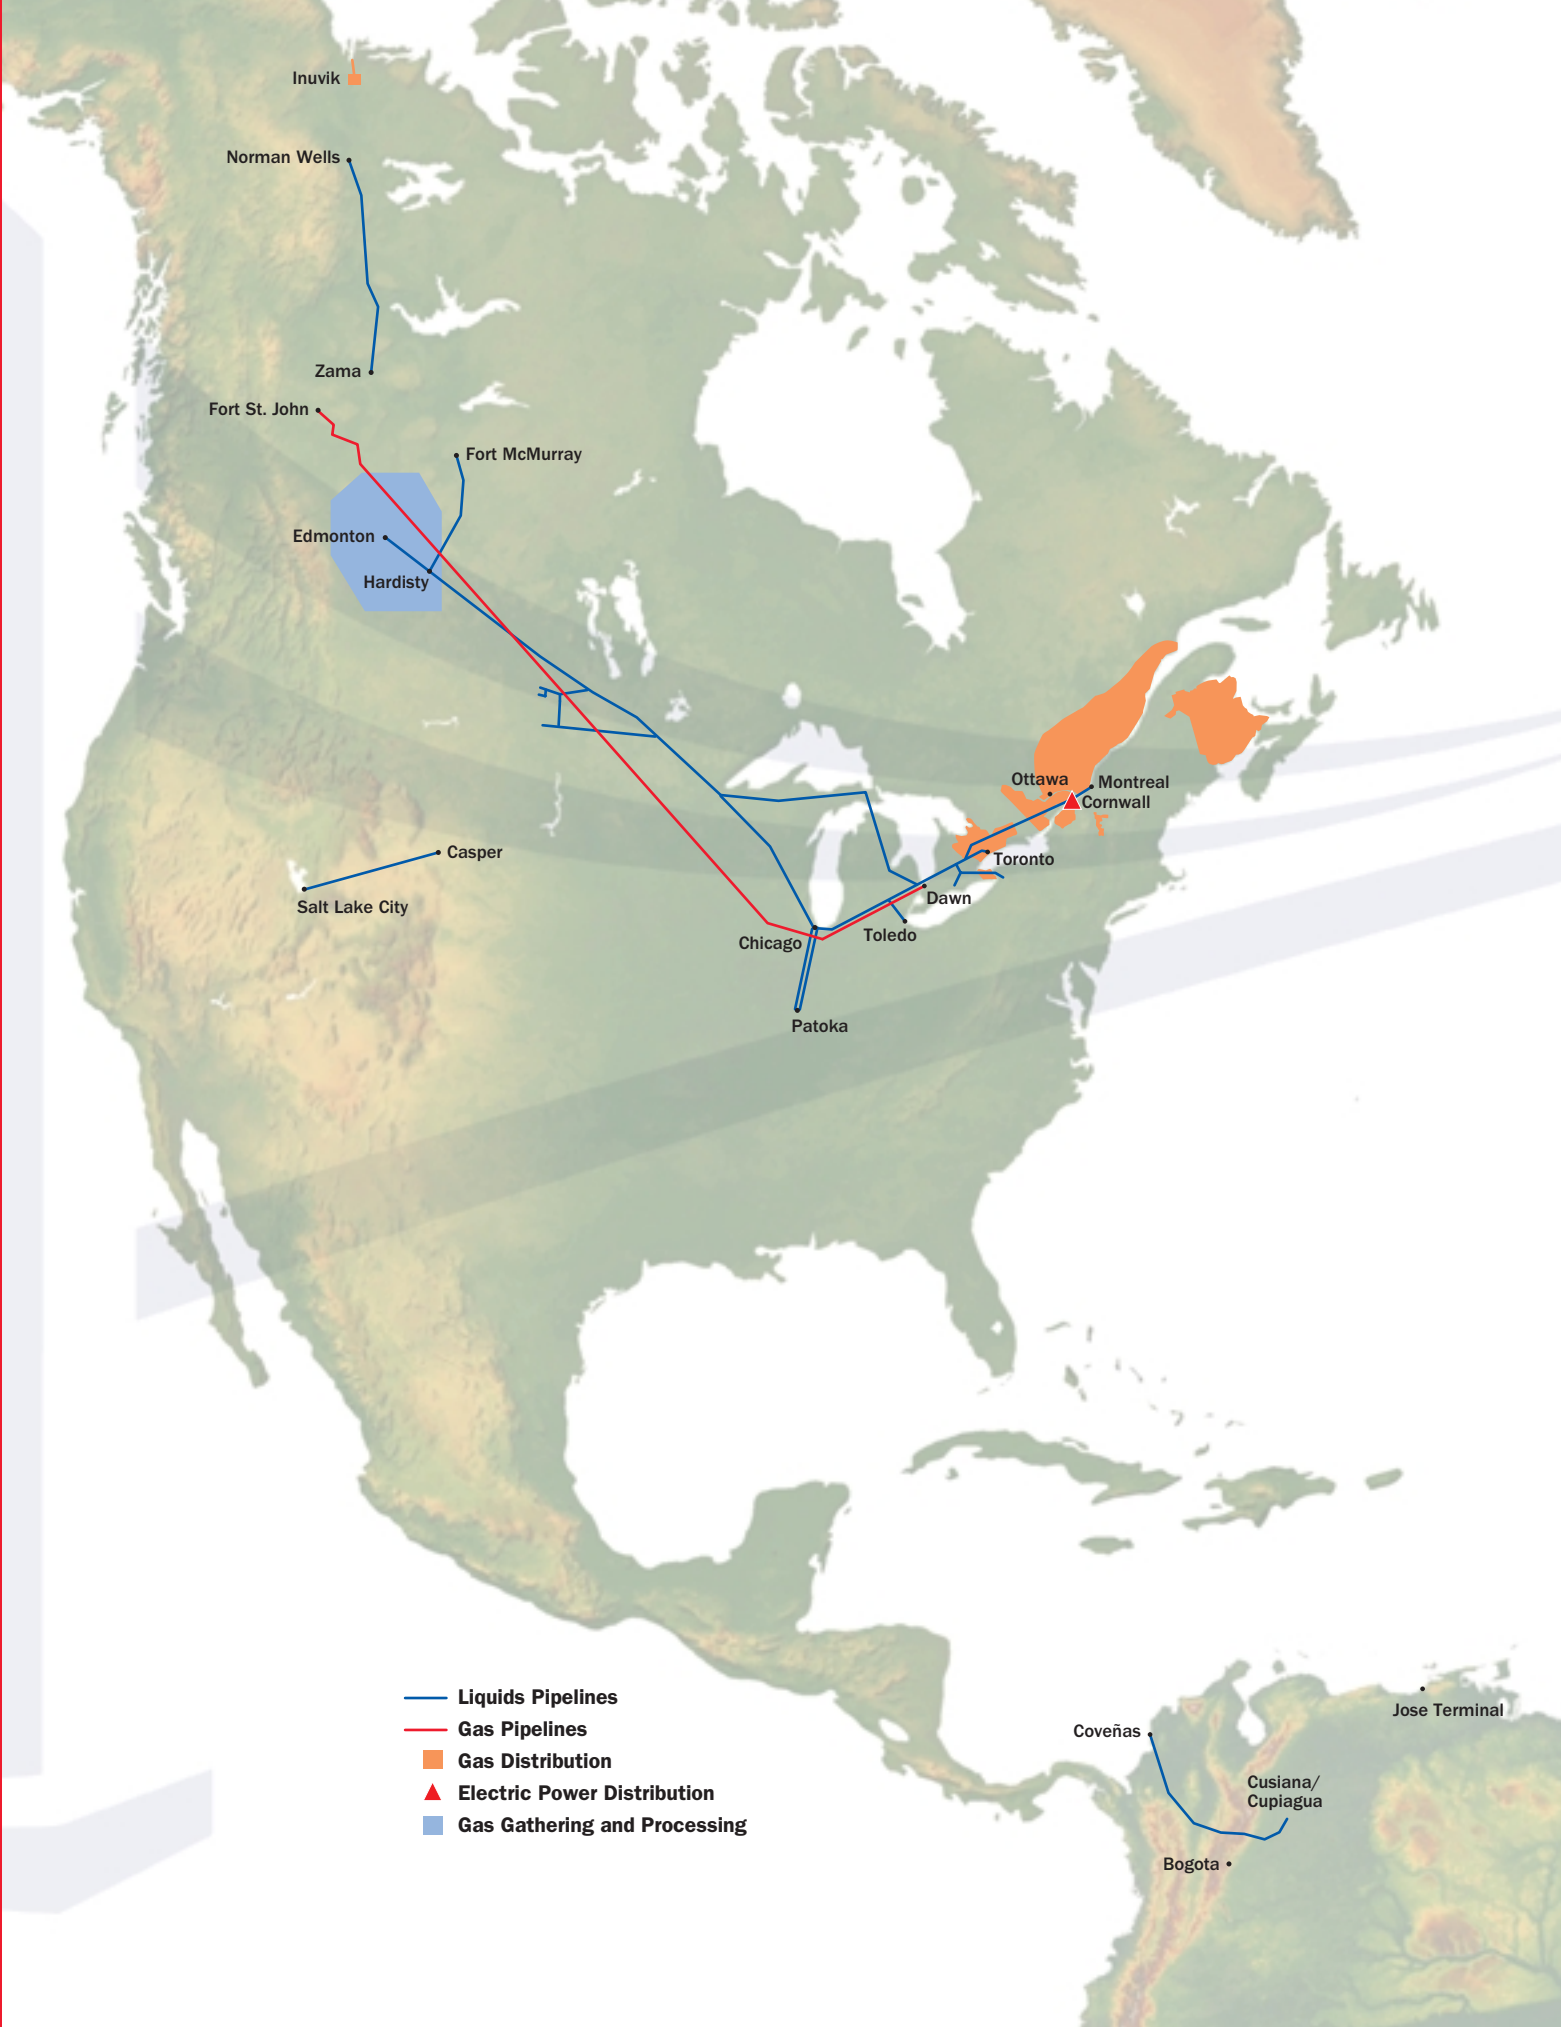 Inuvik
Norman Wells
Zama
Fort St. John
Fort McMurray
Edmonton
Hardisty
Ottawa
Montreal
Cornwall
Toronto
Casper
Salt Lake City
Dawn
Toledo
Chicago
Patoka
Liquids Pipelines
Gas Pipelines
Gas Distribution
Electric Power Distribution
Gas Gathering and Processing
Jose Terminal
Coveñas
Cusiana/
Cupiagua
Bogota